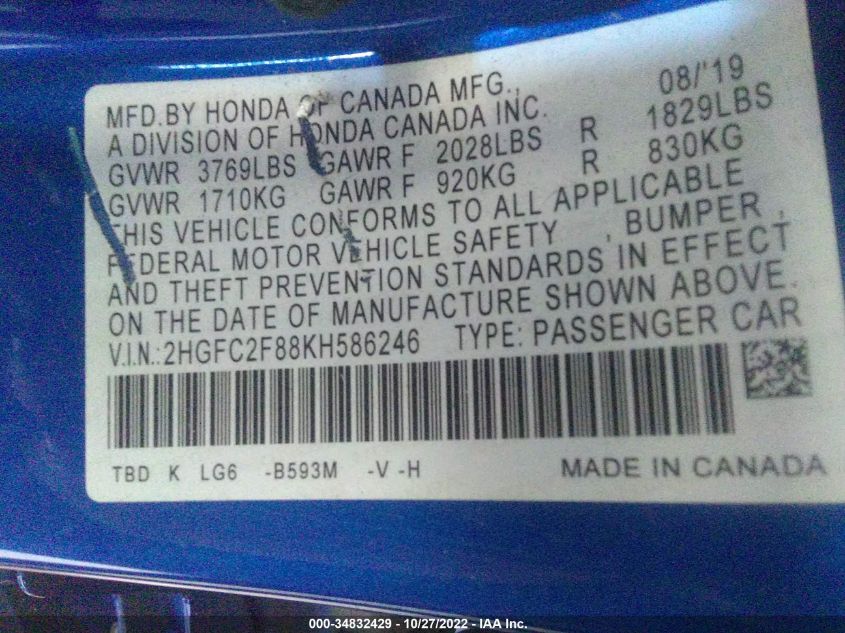 MFD.BY HONDA OF CANADA MFG., 08/'19
A DIVISION OF HONDA CANADA INC.
GVWR 3769LBS GAWR F 2028LBS R 1829LBS
GVWR 1710KG GAWR F 920KG R 830KG
THIS VEHICLE CONFORMS TO ALL APPLICABLE
FEDERAL MOTOR VEHICLE SAFETY , BUMPER ,
AND THEFT PREVENTION STANDARDS IN EFFECT
ON THE DATE OF MANUFACTURE SHOWN ABOVE.
V.I.N.:2HGFC2F88KH586246 TYPE: PASSENGER CAR
TBD K LG6 -B593M -V -H MADE IN CANADA
000-34832429 - 10/27/2022 - IAA Inc.